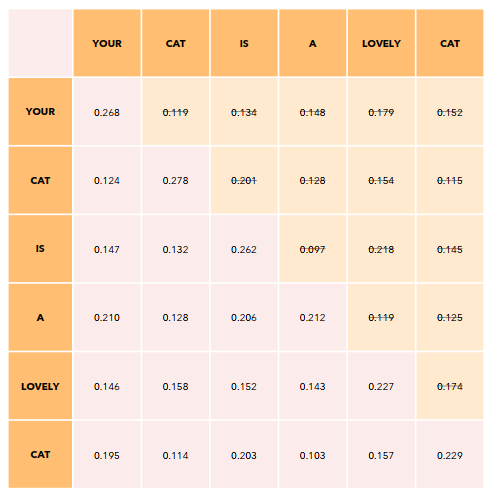 YOUR CAT IS A LOVELY CAT
YOUR 0.268 0.119 0.134 0.148 0.179 0.152
CAT 0.124 0.278 0.201 0.128 0.154 0.115
IS 0.147 0.132 0.262 0.097 0.218 0.145
A 0.210 0.128 0.206 0.212 0.119 0.125
LOVELY 0.146 0.158 0.152 0.143 0.227 0.174
CAT 0.195 0.114 0.203 0.103 0.157 0.229